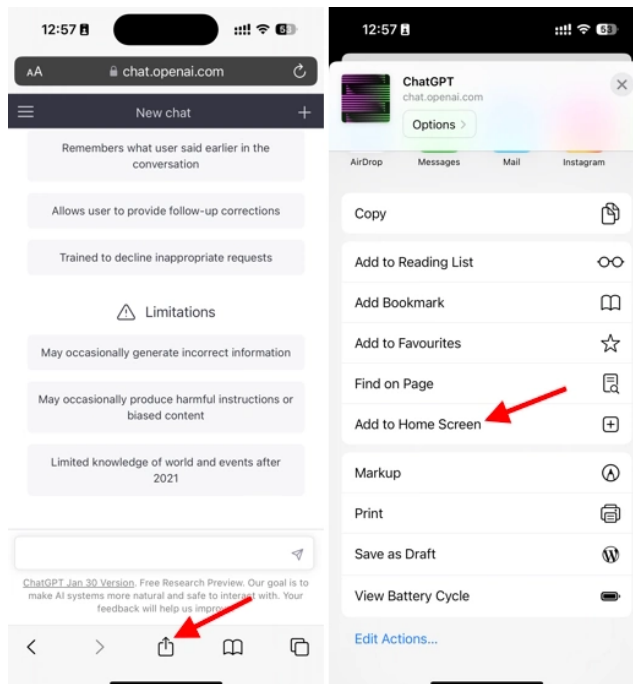 12:57
53
AA
chat.openai.com
New chat
Remembers what user said earlier in the
conversation
Allows user to provide follow-up corrections
Trained to decline inappropriate requests
Limitations
May occasionally generate incorrect information
May occasionally produce harmful instructions or
biased content
Limited knowledge of world and events after
2021
ChatGPT Jan 30 Version. Free Research Preview. Our goal is to
make AI systems more natural and safe to interact with. Your
feedback will help us
12:57
53
ChatGPT
chat.openai.com
Options
AirDrop Messages Mail Instagram
Copy
Add to Reading List
Add Bookmark
Add to Favourites
Find on Page
Add to Home Screen
Markup
Print
Save as Draft
View Battery Cycle
Edit Actions...